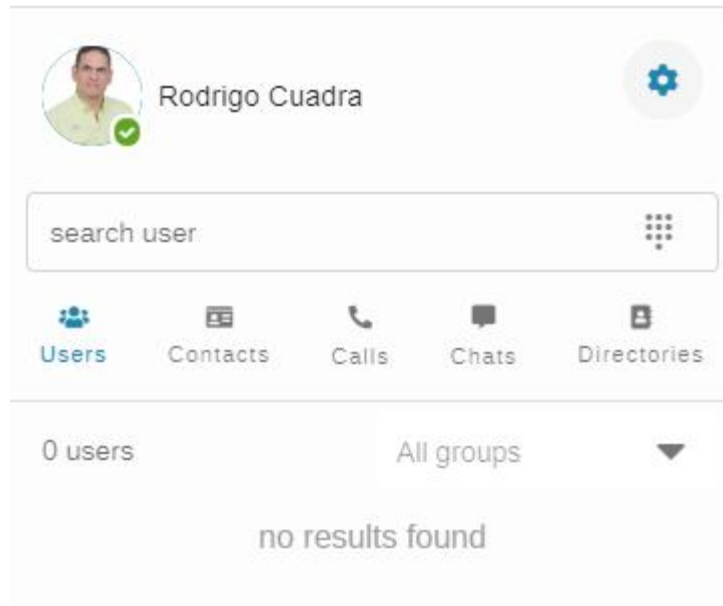 Rodrigo Cuadra
search user
Users Contacts Calls Chats Directories
0 users All groups
no results found